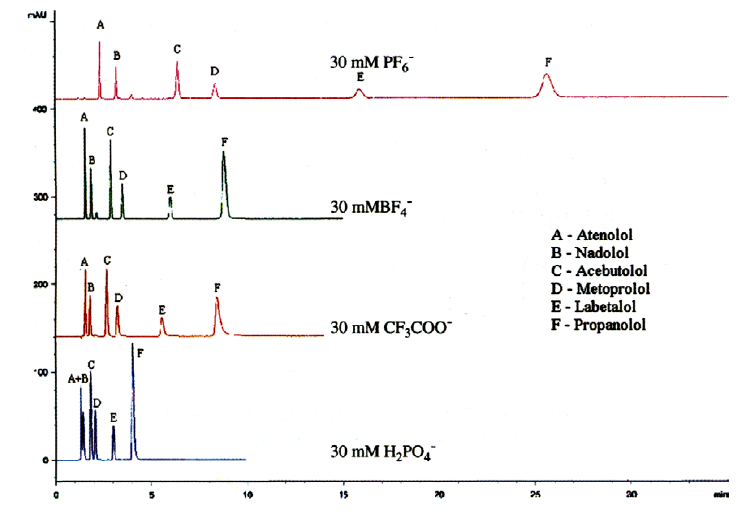 mAU
A
B
C
D
30 mM PF₆⁻
E
F
400
A
B
C
D
E
F
300
30 mMBF₄⁻
A - Atenolol
B - Nadolol
C - Acebutolol
D - Metoprolol
E - Labetalol
F - Propanolol
A
B
C
D
E
F
200
30 mM CF₃COO⁻
A+B
C
D
E
F
100
30 mM H₂PO₄⁻
0
0 5 10 15 20 25 30 min